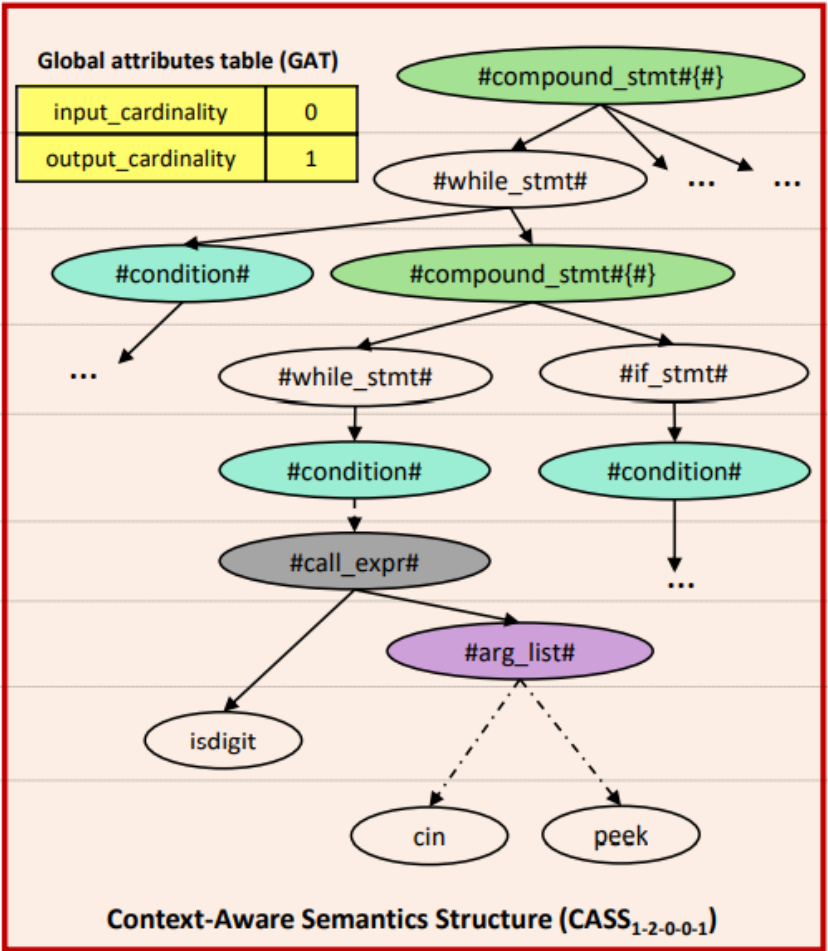 Global attributes table (GAT)
#compound_stmt#{#}
input_cardinality 0
output_cardinality 1
#while_stmt#
... ...
#condition#
#compound_stmt#{#}
...
#while_stmt#
#if_stmt#
#condition#
#condition#
#call_expr#
...
#arg_list#
isdigit
cin
peek
Context-Aware Semantics Structure (CASS1-2-0-0-1)